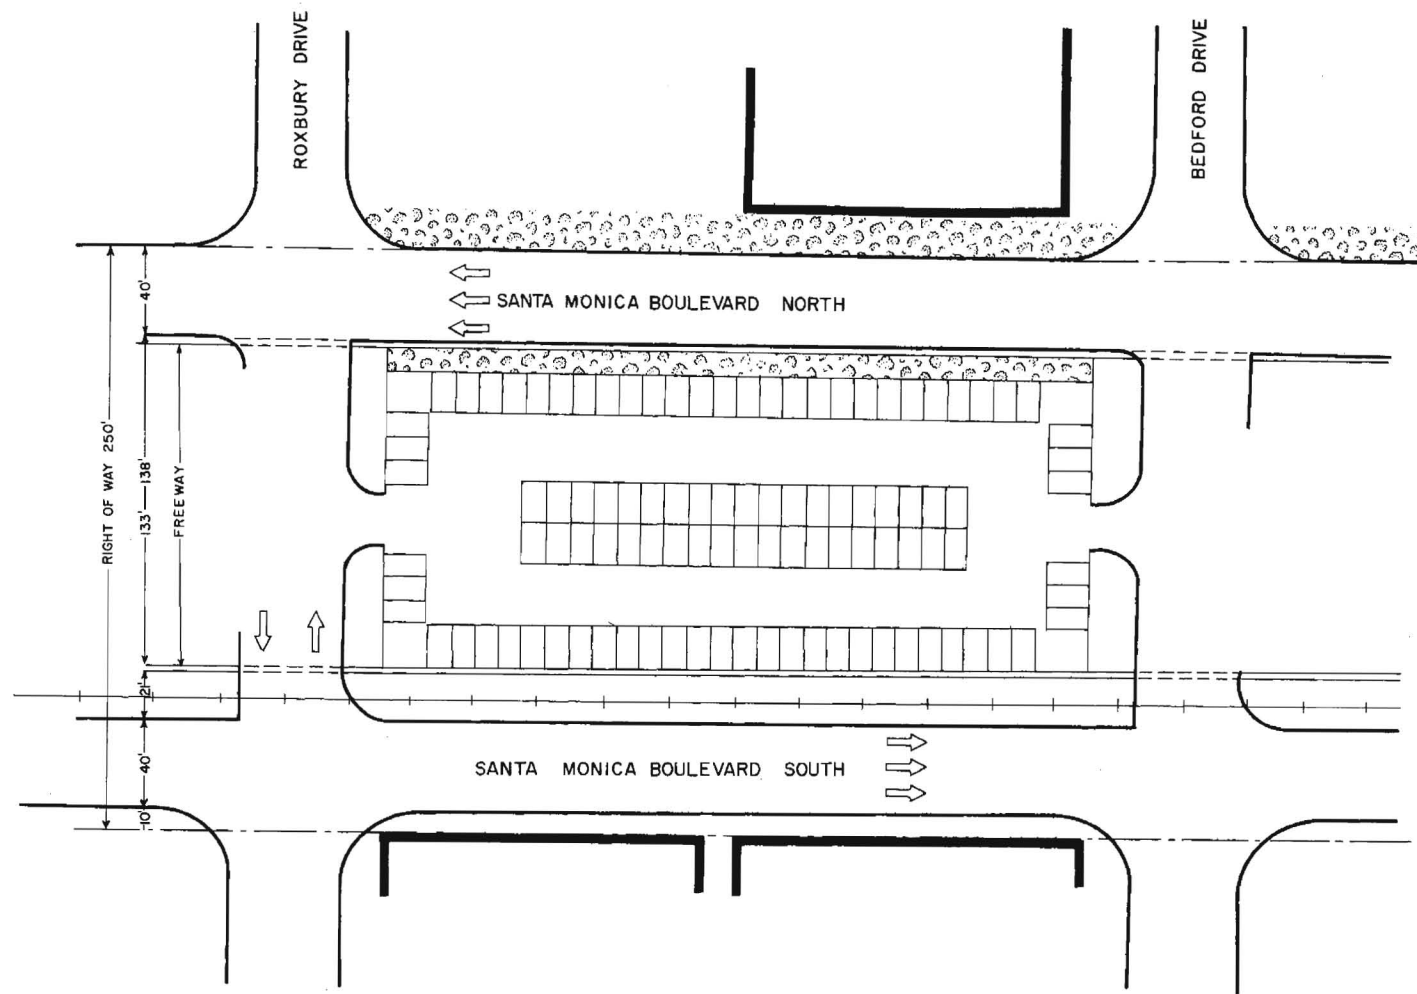 ROXBURY DRIVE
BEDFORD DRIVE
40'
SANTA MONICA BOULEVARD NORTH
RIGHT OF WAY 250'
133'
138'
FREEWAY
21'
40'
SANTA MONICA BOULEVARD SOUTH
10'